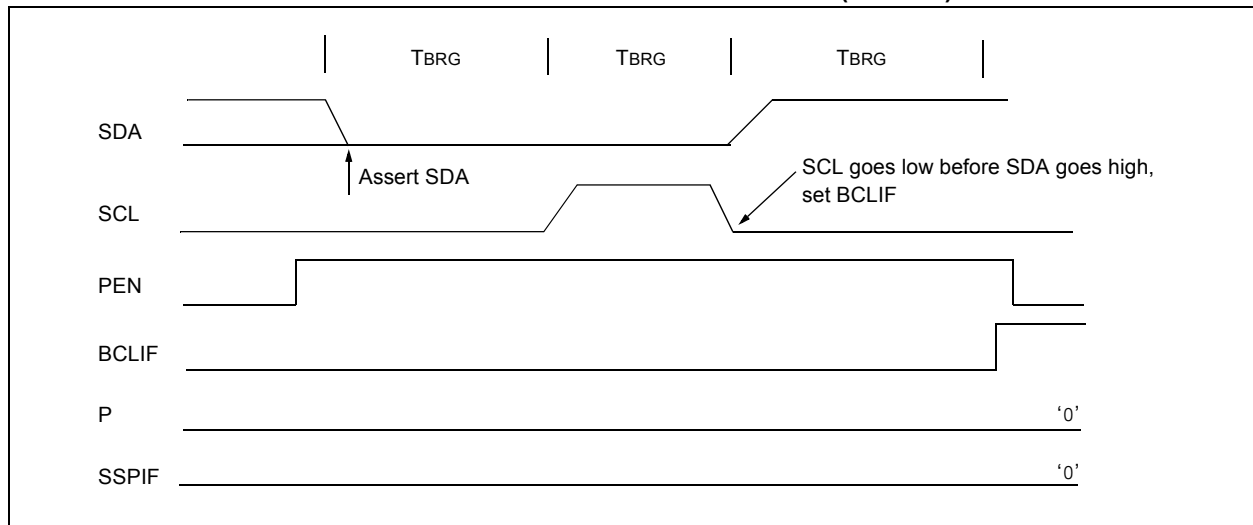 TBRG TBRG TBRG
SDA
Assert SDA
SCL goes low before SDA goes high,
set BCLIF
SCL
PEN
BCLIF
P
‘0’
SSPIF
‘0’